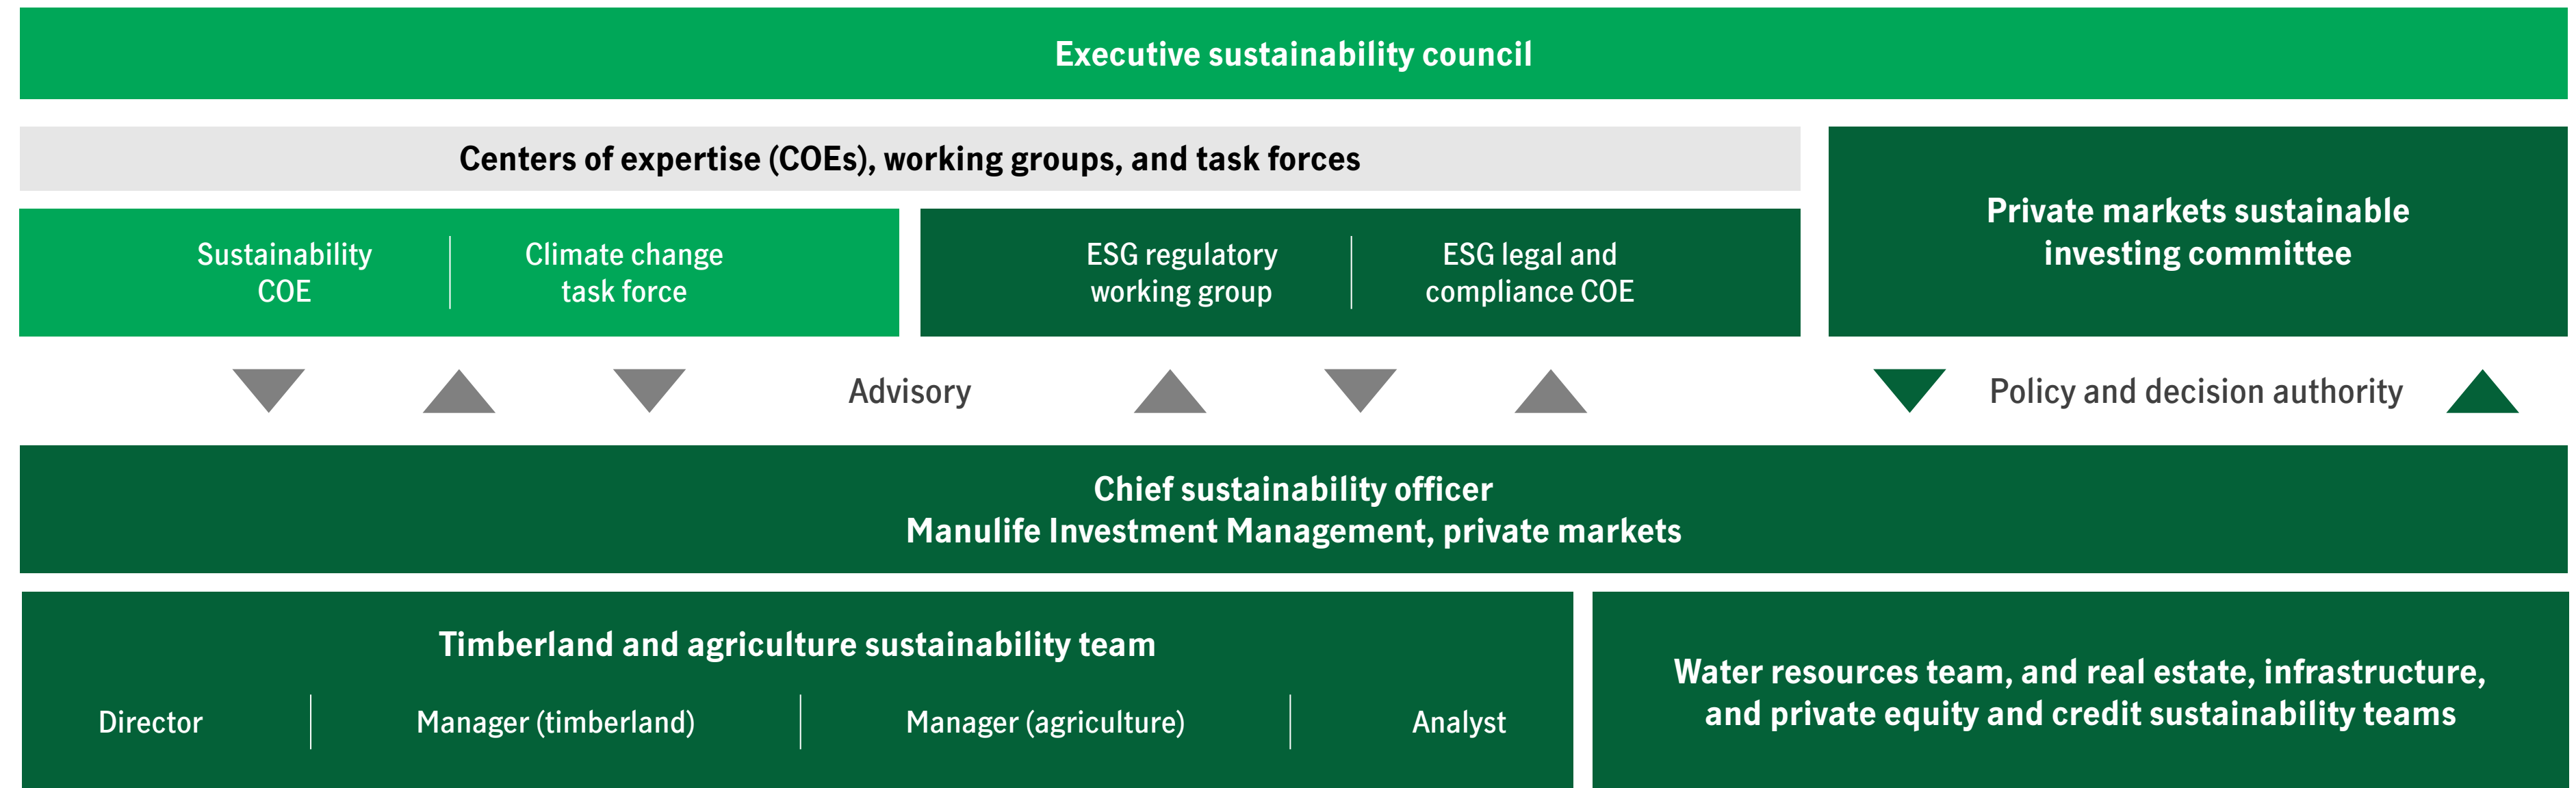 Executive sustainability council
Centers of expertise (COEs), working groups, and task forces
Sustainability
COE
Climate change
task force
ESG regulatory
working group
ESG legal and
compliance COE
Private markets sustainable
investing committee
Advisory
Policy and decision authority
Chief sustainability officer
Manulife Investment Management, private markets
Timberland and agriculture sustainability team
Director
Manager (timberland)
Manager (agriculture)
Analyst
Water resources team, and real estate, infrastructure,
and private equity and credit sustainability teams